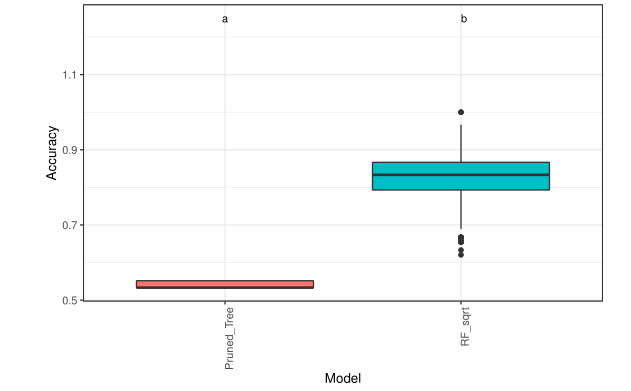 a b
1.1
0.9
0.7
0.5
Accuracy
Pruned_Tree
RF_sqrt
Model